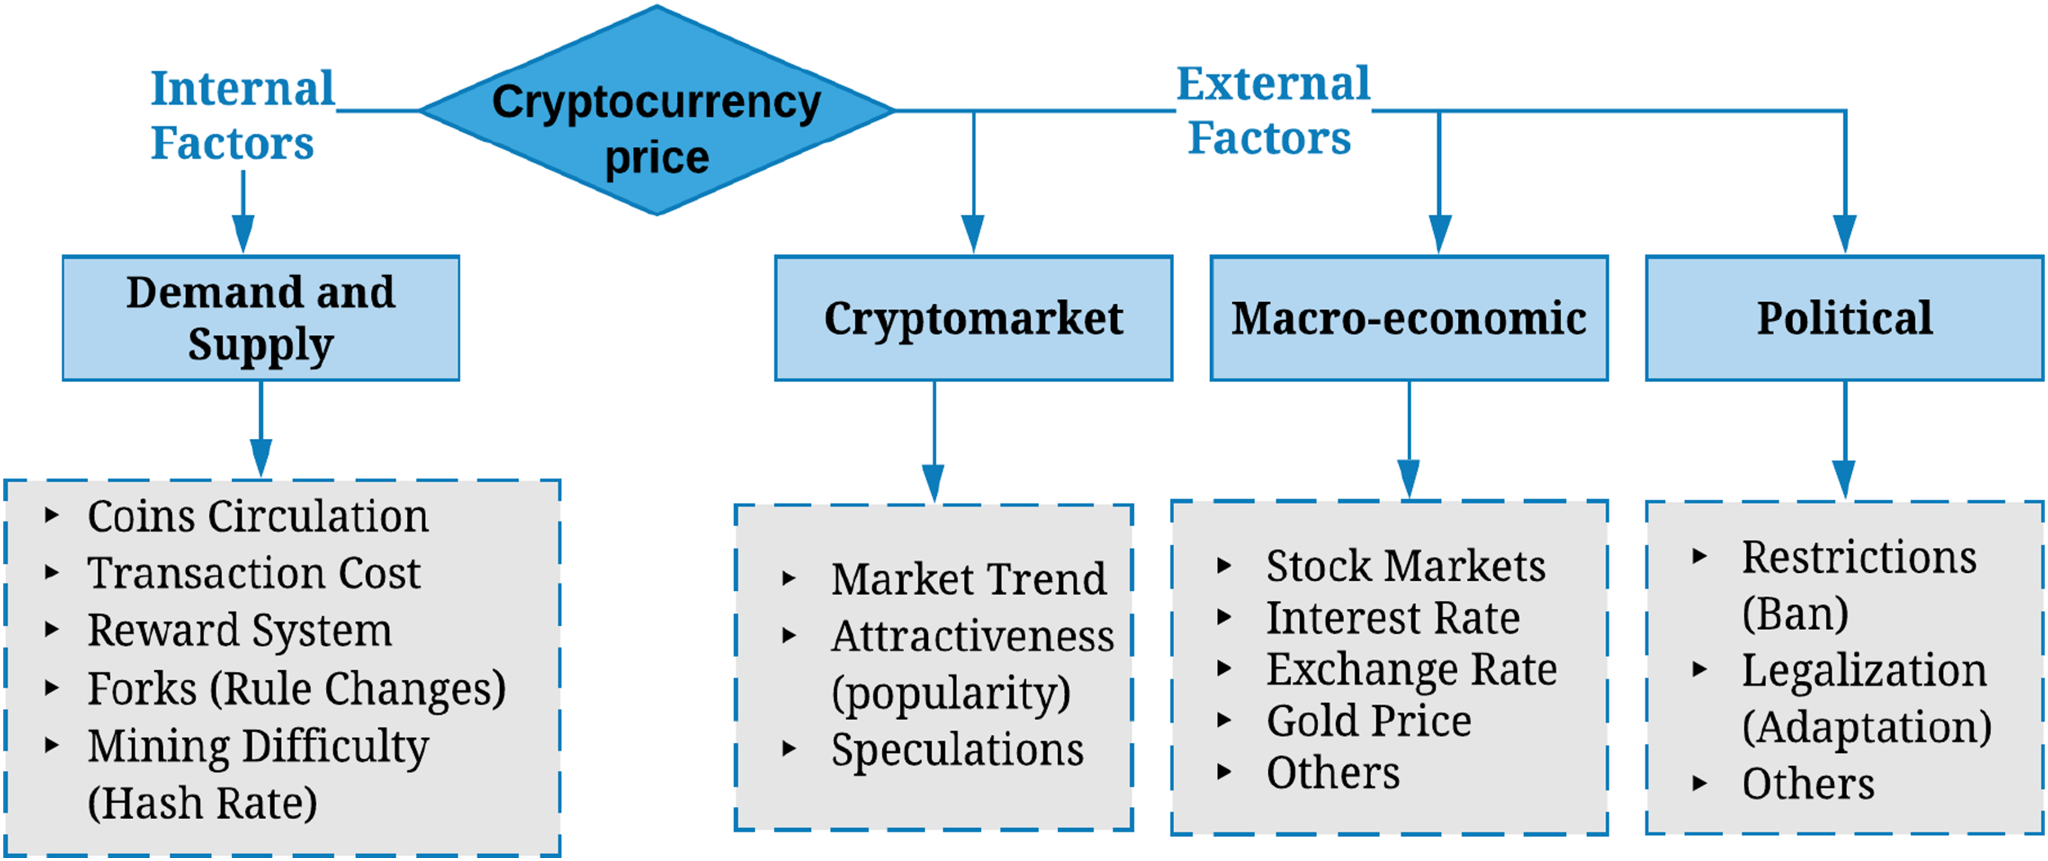 Cryptocurrency
price
Internal
Factors
External
Factors
Demand and
Supply
Cryptomarket
Macro-economic
Political
Coins Circulation
Transaction Cost
Reward System
Forks (Rule Changes)
Mining Difficulty
(Hash Rate)
Market Trend
Attractiveness
(popularity)
Speculations
Stock Markets
Interest Rate
Exchange Rate
Gold Price
Others
Restrictions
(Ban)
Legalization
(Adaptation)
Others